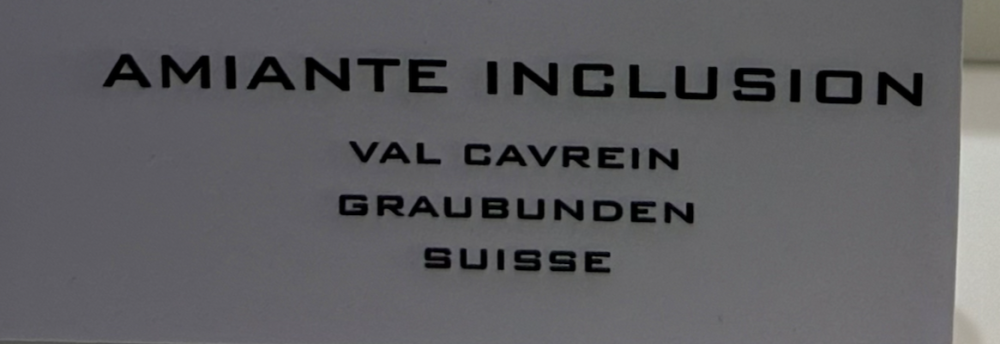 AMIANTE INCLUSION
VAL CAVREIN
GRAUBUNDEN
SUISSE